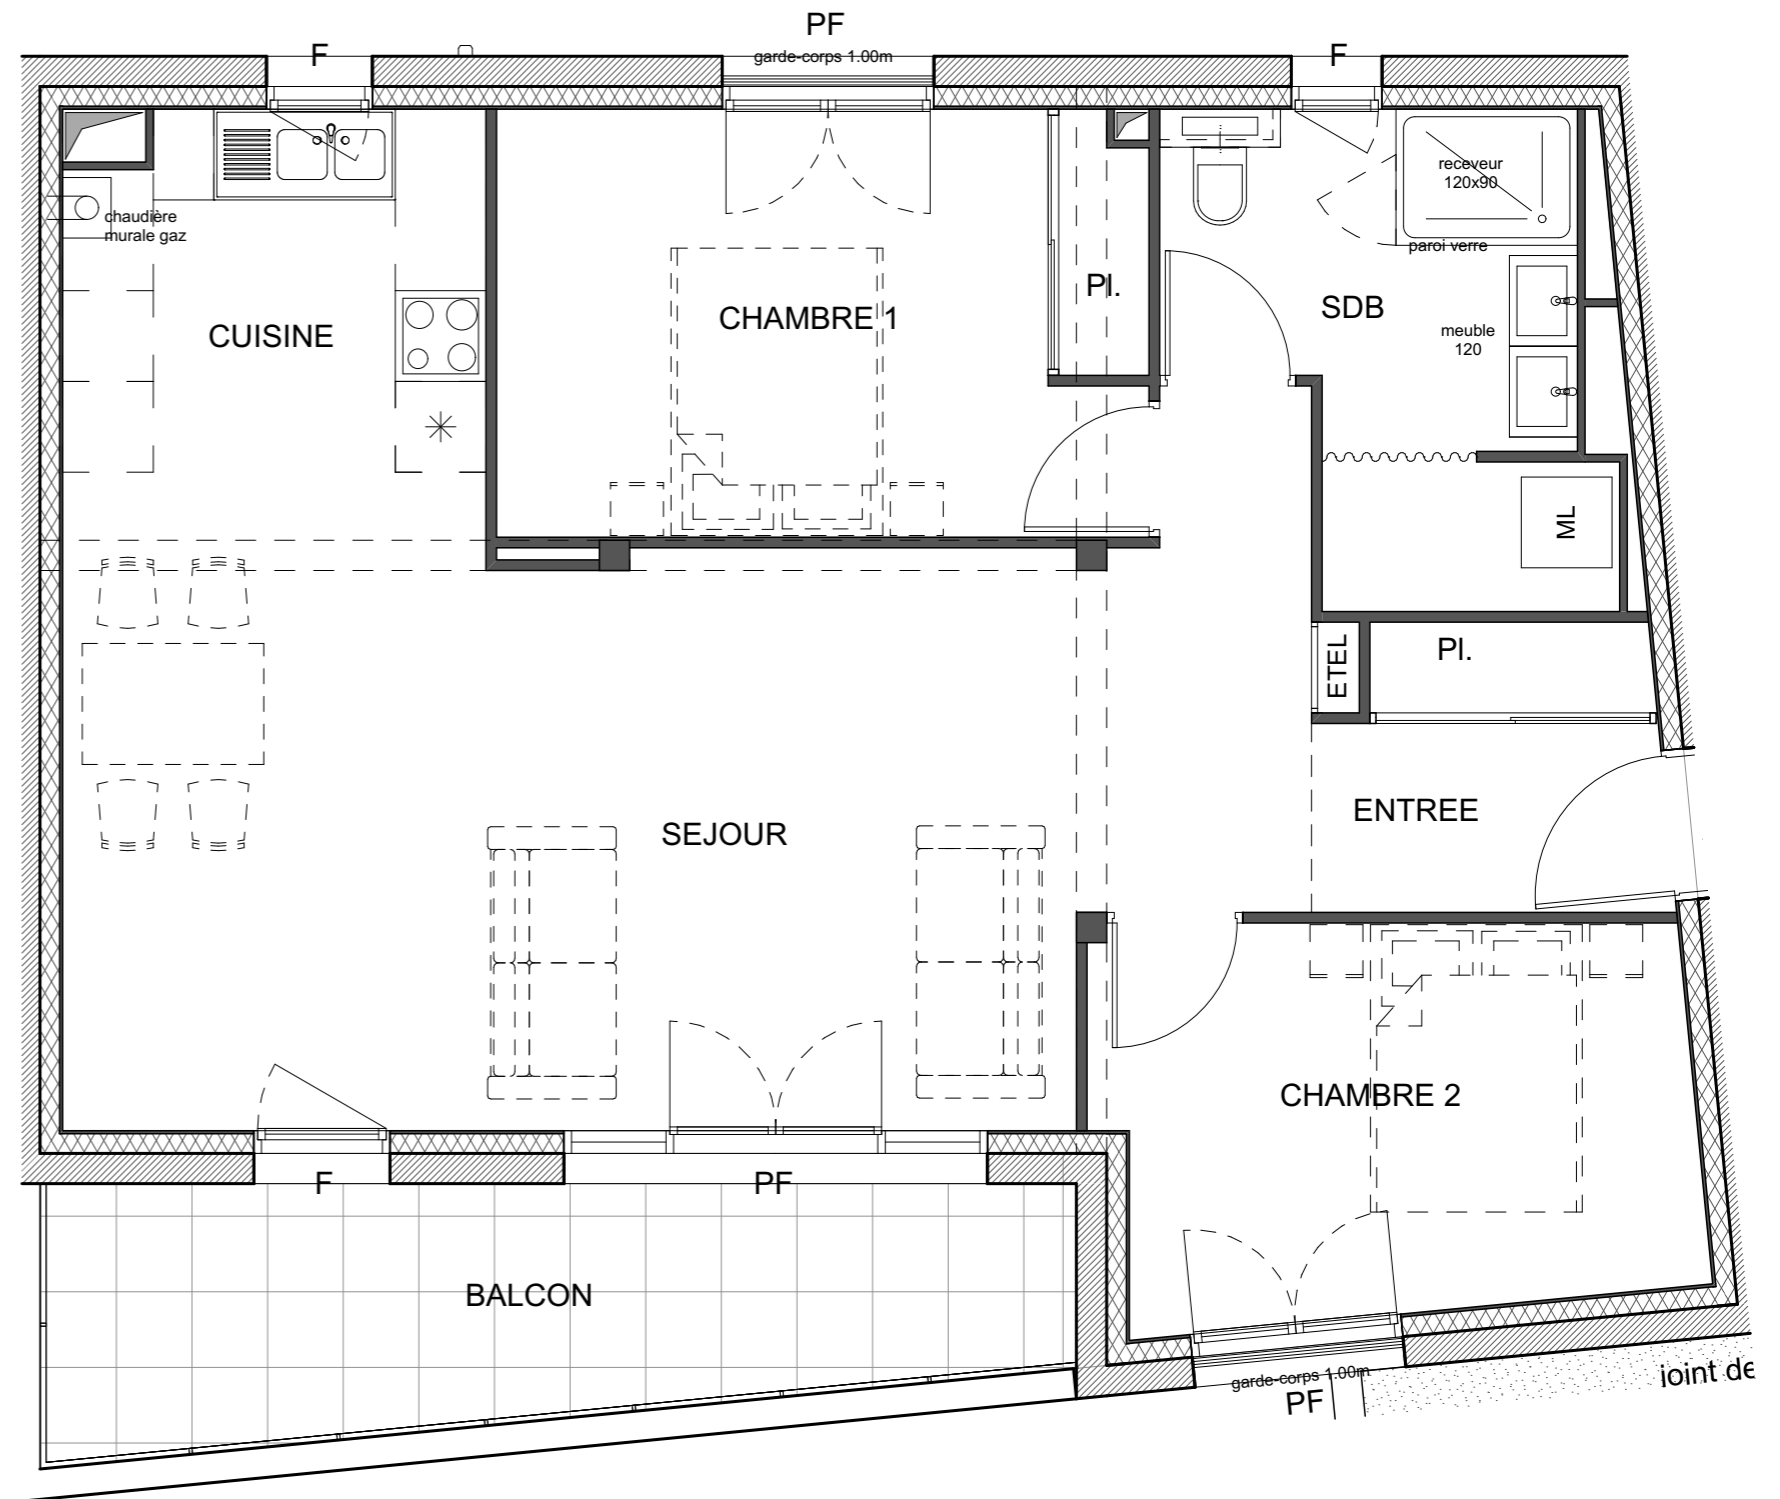 PF
F
garde-corps 1.00m
F
receveur
120x90
chaudière
murale gaz
paroi verre
Pl.
SDB
CHAMBRE 1
CUISINE
meuble
120
ML
ETEL
Pl.
ENTREE
SEJOUR
CHAMBRE 2
F
PF
BALCON
garde-corps 1.00m
PF
joint de